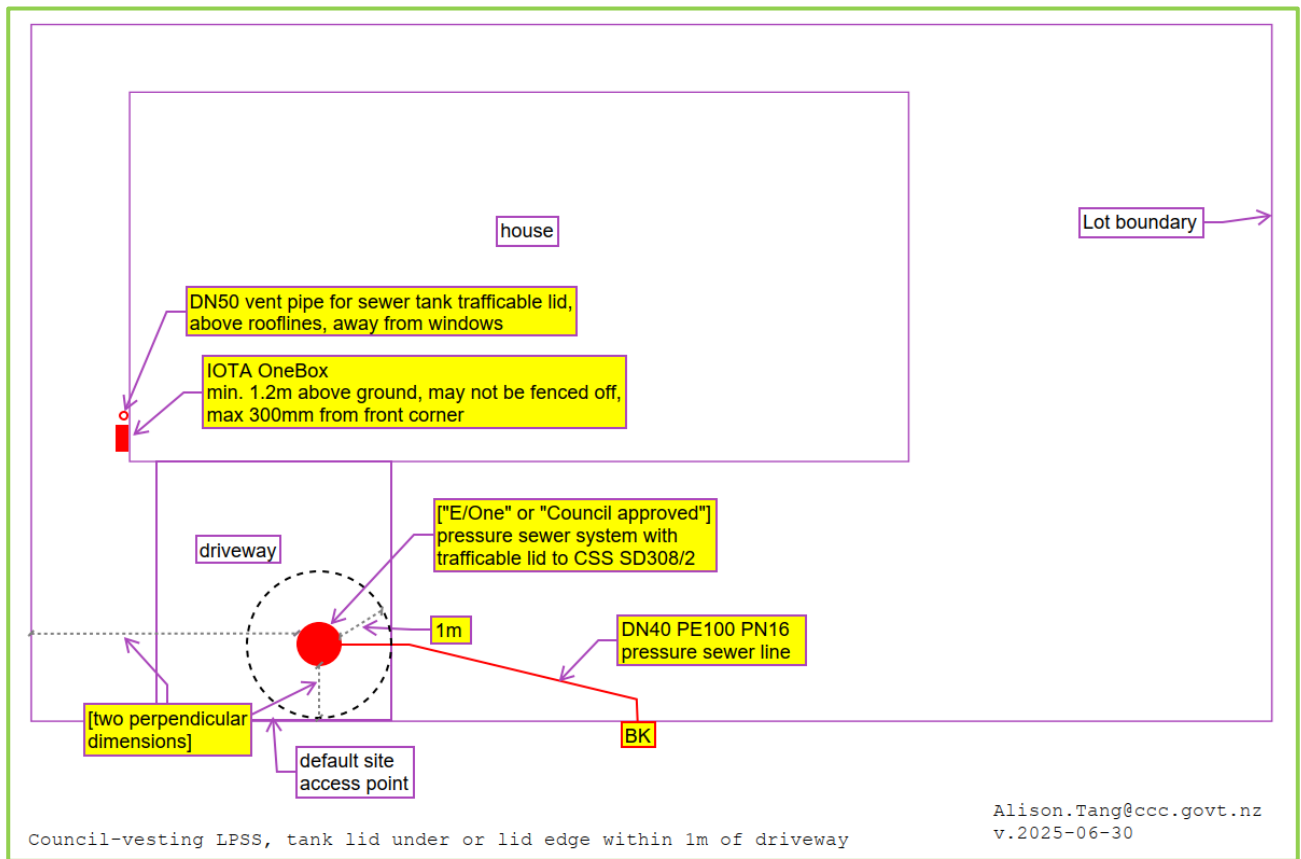 house
Lot boundary
DN50 vent pipe for sewer tank trafficable lid,
above rooflines, away from windows
IOTA OneBox
min. 1.2m above ground, may not be fenced off,
max 300mm from front corner
["E/One" or "Council approved"]
pressure sewer system with
trafficable lid to CSS SD308/2
driveway
1m
DN40 PE100 PN16
pressure sewer line
[two perpendicular
dimensions]
BK
default site
access point
Alison.Tang@ccc.govt.nz
v.2025-06-30
Council-vesting LPSS, tank lid under or lid edge within 1m of driveway